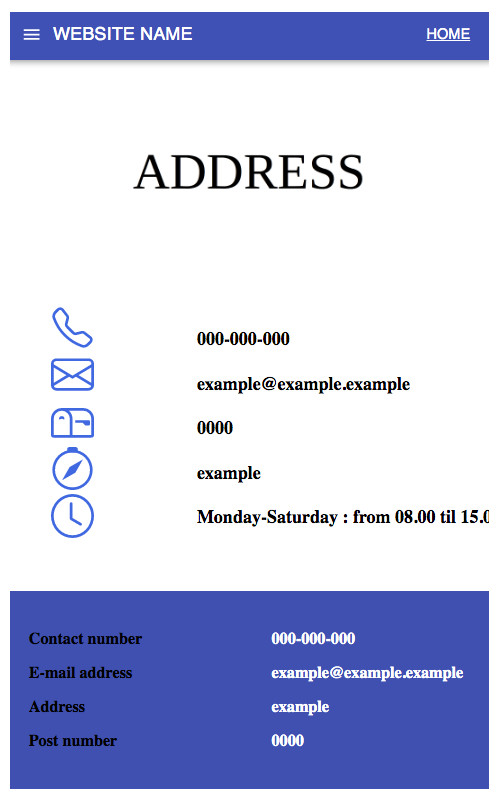 WEBSITE NAME HOME
ADDRESS
000-000-000
example@example.example
0000
example
Monday-Saturday : from 08.00 til 15.0
Contact number 000-000-000
E-mail address example@example.example
Address example
Post number 0000